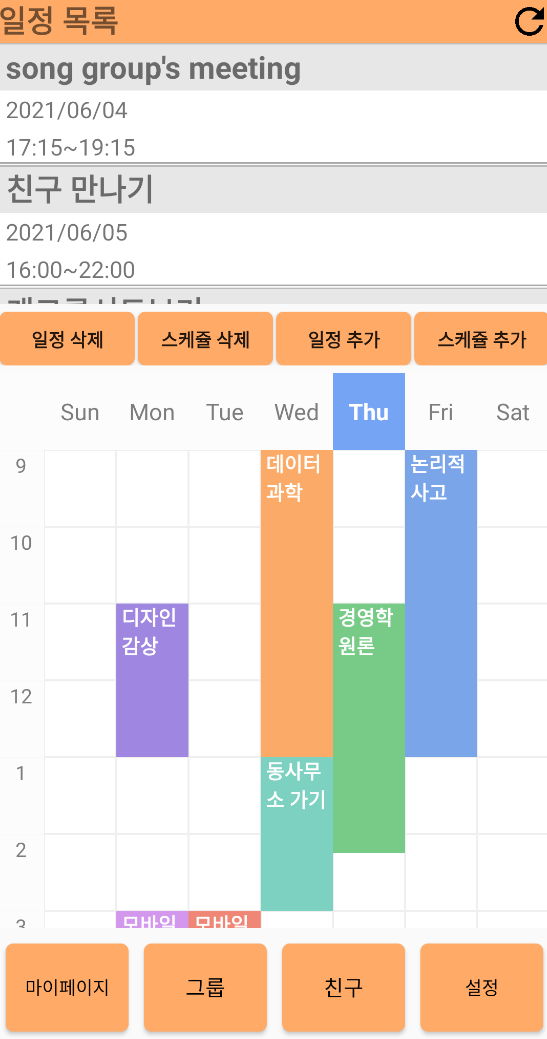 일정 목록
song group's meeting
2021/06/04
17:15~19:15
친구 만나기
2021/06/05
16:00~22:00
일정 삭제 스케쥴 삭제 일정 추가 스케쥴 추가
Sun Mon Tue Wed Thu Fri Sat
9 데이터 논리적
과학 사고
10
11 디자인 경영학
감상 원론
12
1 동사무
소 가기
2
3 모바일 모바일
마이페이지 그룹 친구 설정